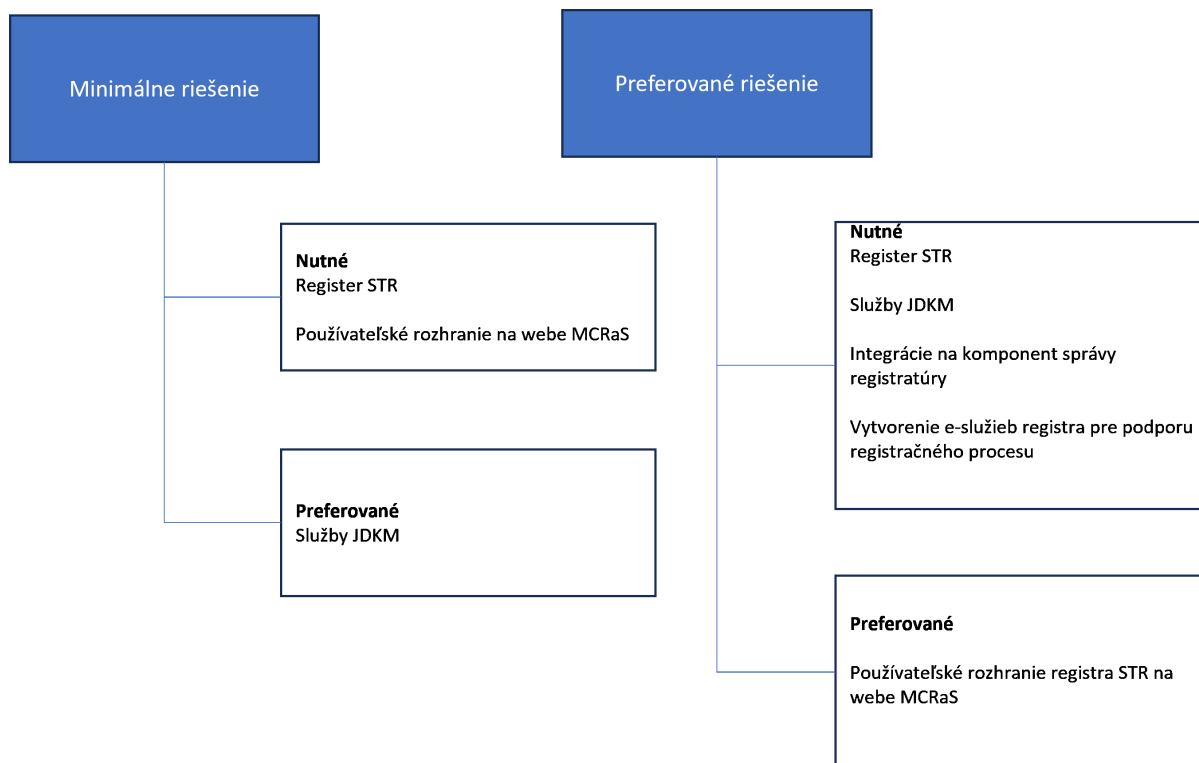 Minimálne riešenie
Nutné
Register STR
Používateľské rozhranie na webe MCRaS
Preferované
Služby JDKM
Preferované riešenie
Nutné
Register STR
Služby JDKM
Integrácie na komponent správy
registratúry
Vytvorenie e-služieb registra pre podporu
registračného procesu
Preferované
Používateľské rozhranie registra STR na
webe MCRaS